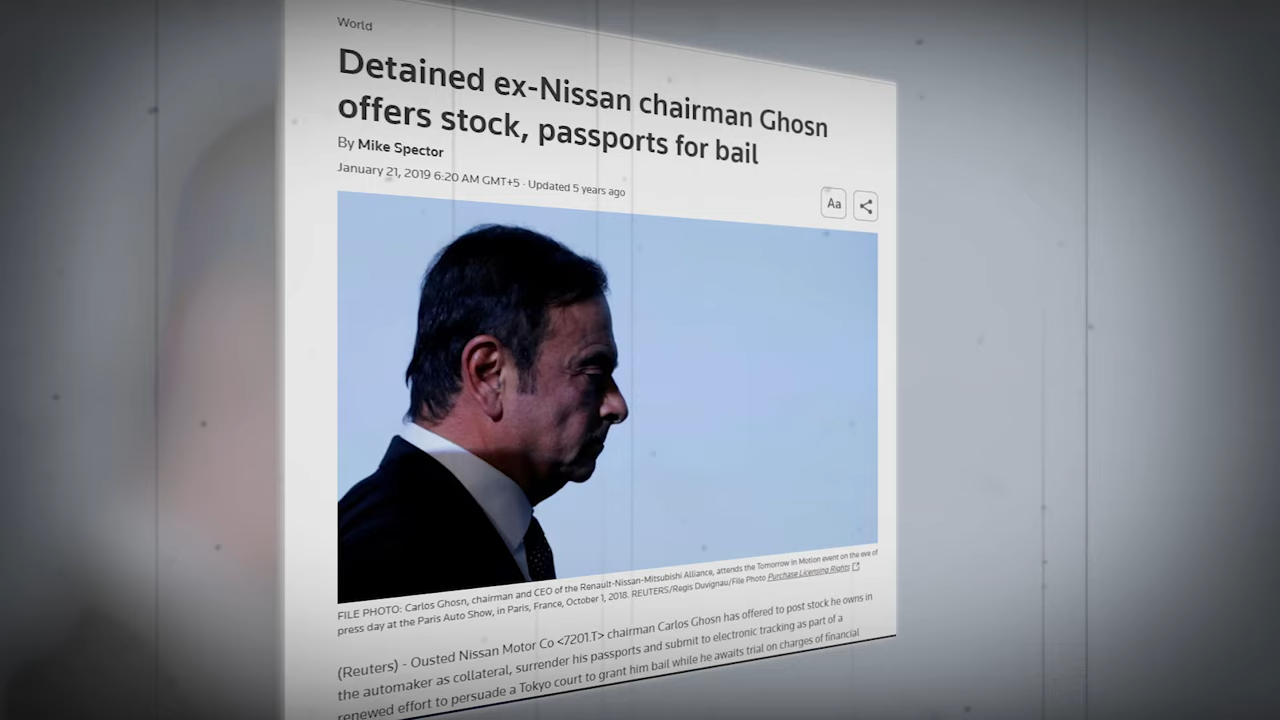 World
Detained ex-Nissan chairman Ghosn
offers stock, passports for bail
By Mike Spector
January 21, 2019 6:20 AM GMT+5 · Updated 5 years ago
Aa
FILE PHOTO: Carlos Ghosn, chairman and CEO of the Renault-Nissan-Mitsubishi Alliance, attends the Tomorrow in Motion event on the eve of
press day at the Paris Auto Show, in Paris, France, October 1, 2018. REUTERS/Regis Duvignau/File Photo Purchase Licensing Rights
(Reuters) - Ousted Nissan Motor Co <7201.T> chairman Carlos Ghosn has offered to post stock he owns in
the automaker as collateral, surrender his passports and submit to electronic tracking as part of a
renewed effort to persuade a Tokyo court to grant him bail while he awaits trial on charges of financial